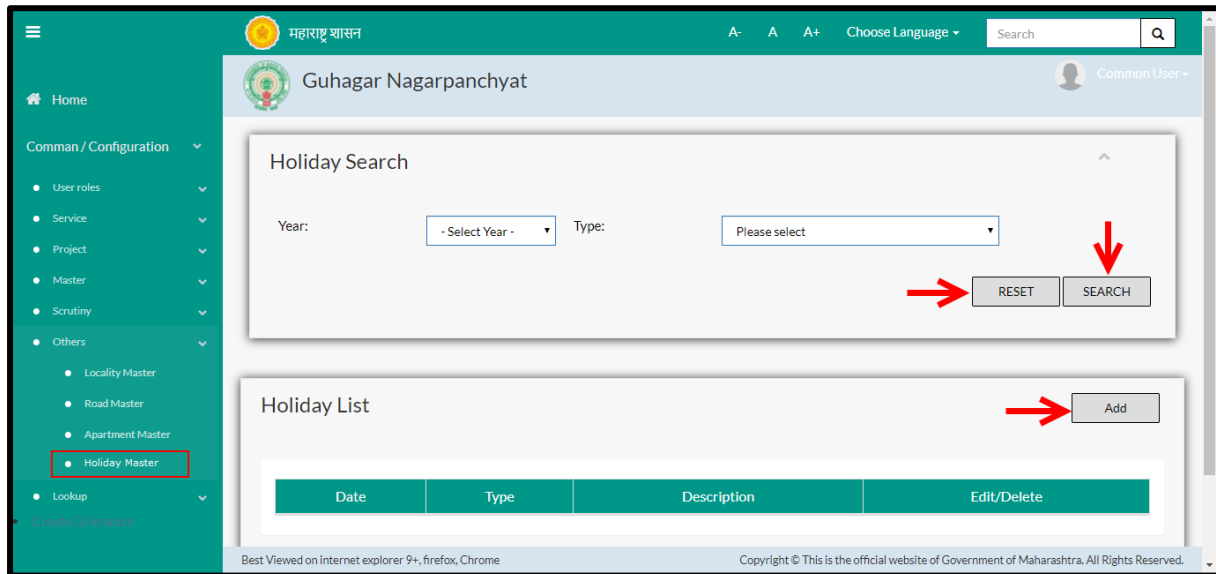 महाराष्ट्र शासन
A- A A+ Choose Language Search
Guhagar Nagarpanchyat
Common User
Home
Comman / Configuration
User roles
Service
Project
Master
Scrutiny
Others
Locality Master
Road Master
Apartment Master
Holiday Master
Lookup
Create Grievance
Holiday Search
Year: - Select Year - Type: Please select
RESET SEARCH
Holiday List
Add
Date Type Description Edit/Delete
Best Viewed on internet explorer 9+, firefox, Chrome
Copyright © This is the official website of Government of Maharashtra. All Rights Reserved.